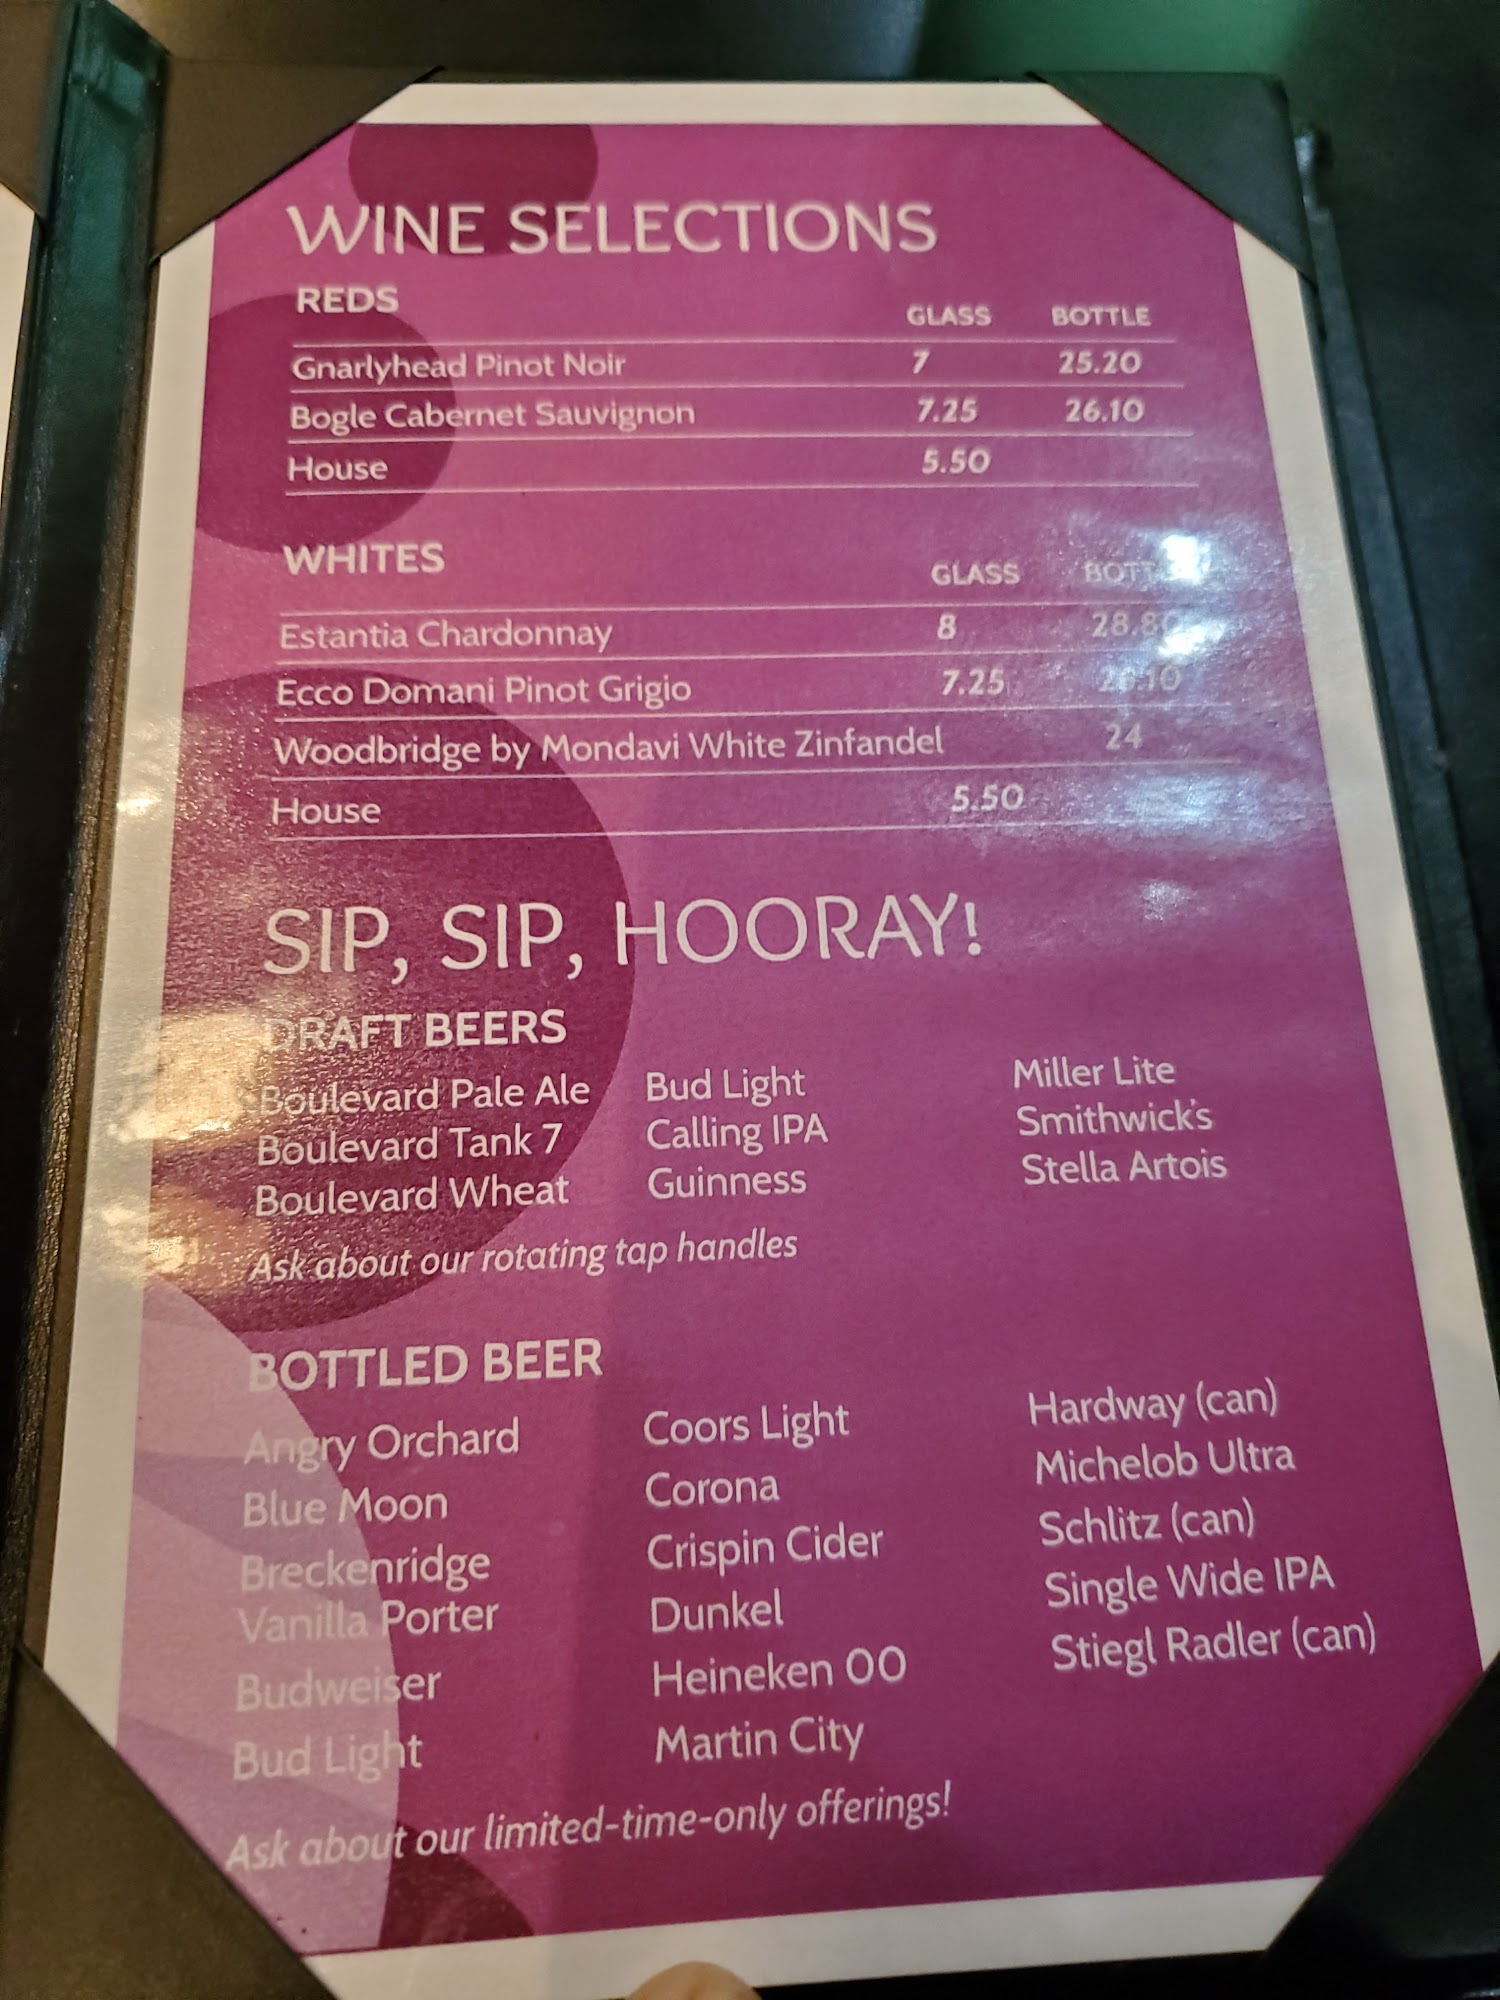 WINE SELECTIONS
REDS GLASS BOTTLE
Gnarlyhead Pinot Noir 7 25.20
Bogle Cabernet Sauvignon 7.25 26.10
House 5.50
WHITES GLASS
Estantia Chardonnay 8 28.80
Ecco Domani Pinot Grigio 7.25 26.10
Woodbridge by Mondavi White Zinfandel 24
House 5.50
SIP, SIP, HOORAY!
DRAFT BEERS
Boulevard Pale Ale
Boulevard Tank 7
Boulevard Wheat
Bud Light
Calling IPA
Guinness
Miller Lite
Smithwick's
Stella Artois
Ask about our rotating tap handles
BOTTLED BEER
Angry Orchard
Blue Moon
Breckenridge
Vanilla Porter
Budweiser
Bud Light
Coors Light
Corona
Crispin Cider
Dunkel
Heineken 00
Martin City
Hardway (can)
Michelob Ultra
Schlitz (can)
Single Wide IPA
Stiegl Radler (can)
Ask about our limited-time-only offerings!